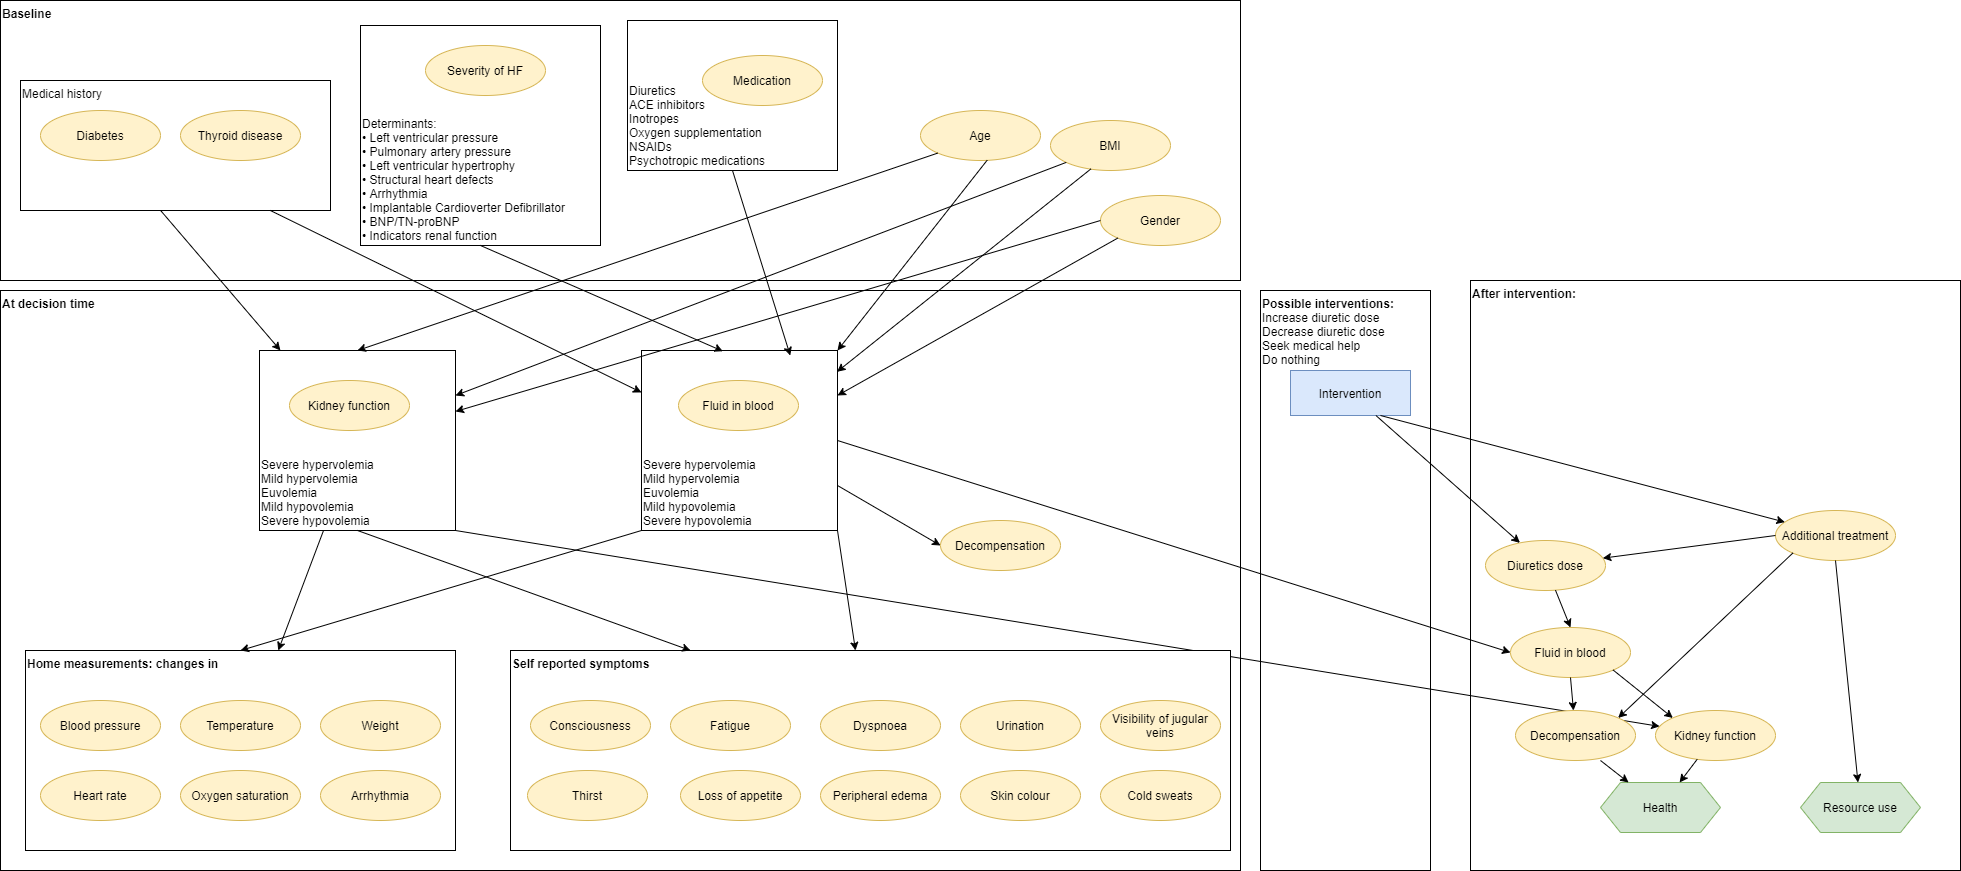 Baseline
Medical history
Diabetes
Thyroid disease
Severity of HF
Determinants:
• Left ventricular pressure
• Pulmonary artery pressure
• Left ventricular hypertrophy
• Structural heart defects
• Arrhythmia
• Implantable Cardioverter Defibrillator
• BNP/TN-proBNP
• Indicators renal function
Medication
Diuretics
ACE inhibitors
Inotropes
Oxygen supplementation
NSAIDs
Psychotropic medications
Age
BMI
Gender
At decision time
Kidney function
Severe hypervolemia
Mild hypervolemia
Euvolemia
Mild hypovolemia
Severe hypovolemia
Fluid in blood
Severe hypervolemia
Mild hypervolemia
Euvolemia
Mild hypovolemia
Severe hypovolemia
Decompensation
Home measurements: changes in
Blood pressure
Temperature
Weight
Heart rate
Oxygen saturation
Arrhythmia
Self reported symptoms
Consciousness
Fatigue
Dyspnoea
Urination
Visibility of jugular
veins
Thirst
Loss of appetite
Peripheral edema
Skin colour
Cold sweats
Possible interventions:
Increase diuretic dose
Decrease diuretic dose
Seek medical help
Do nothing
Intervention
After intervention:
Additional treatment
Diuretics dose
Fluid in blood
Decompensation
Kidney function
Health
Resource use